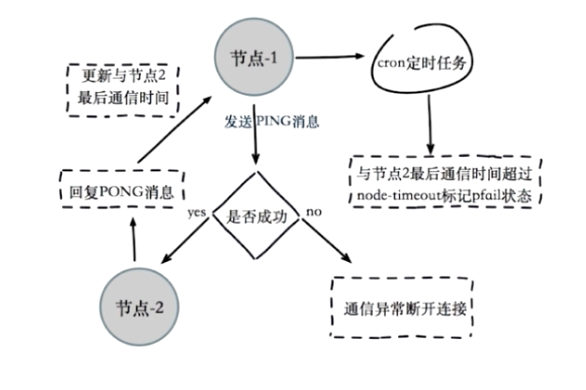 节点-1
cron定时任务
更新与节点2
最后通信时间
发送PING消息
与节点2最后通信时间超过
node-timeout标记pfail状态
回复PONG消息
yes
是否成功
no
节点-2
通信异常断开连接